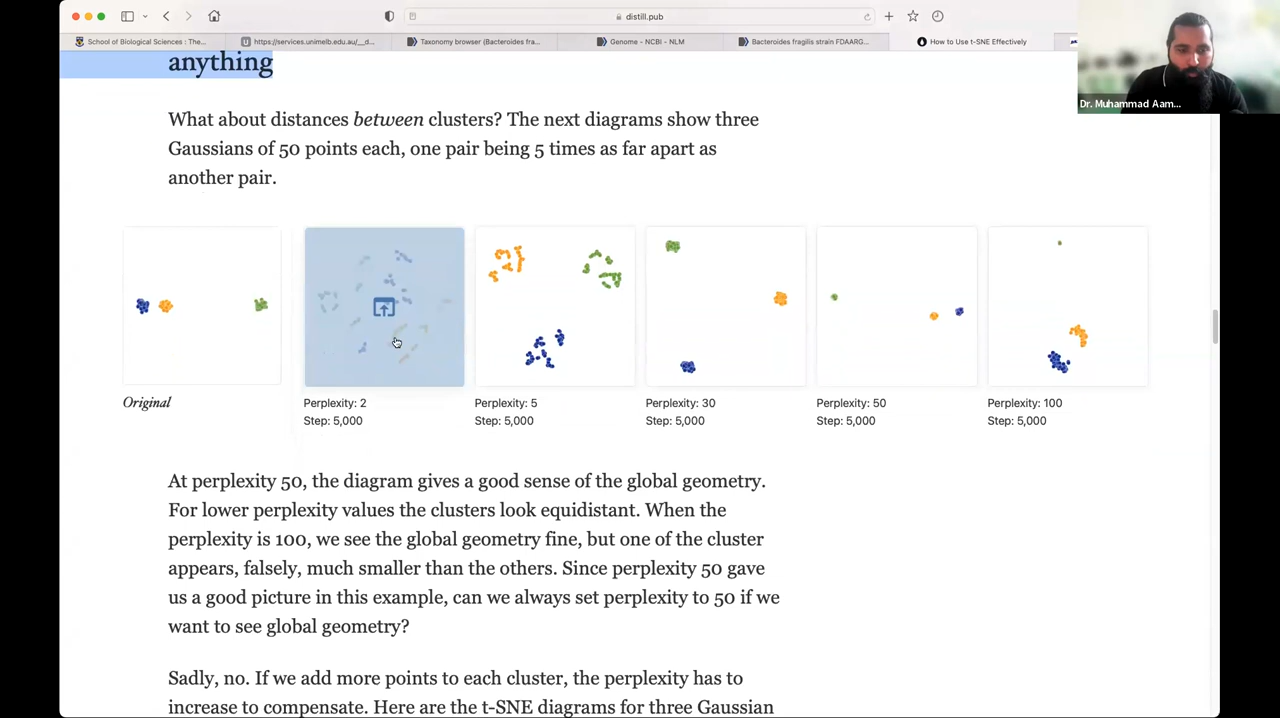 distill.pub
School of Biological Sciences : The...
https://services.unimelb.edu.au/__d...
Taxonomy browser (Bacteroides fra...
Genome - NCBI - NLM
Bacteroides fragilis strain FDAARG...
How to Use t-SNE Effectively
Dr. Muhammad Aam...
anything
What about distances between clusters? The next diagrams show three
Gaussians of 50 points each, one pair being 5 times as far apart as
another pair.
Original
Perplexity: 2
Step: 5,000
Perplexity: 5
Step: 5,000
Perplexity: 30
Step: 5,000
Perplexity: 50
Step: 5,000
Perplexity: 100
Step: 5,000
At perplexity 50, the diagram gives a good sense of the global geometry.
For lower perplexity values the clusters look equidistant. When the
perplexity is 100, we see the global geometry fine, but one of the cluster
appears, falsely, much smaller than the others. Since perplexity 50 gave
us a good picture in this example, can we always set perplexity to 50 if we
want to see global geometry?
Sadly, no. If we add more points to each cluster, the perplexity has to
increase to compensate. Here are the t-SNE diagrams for three Gaussian